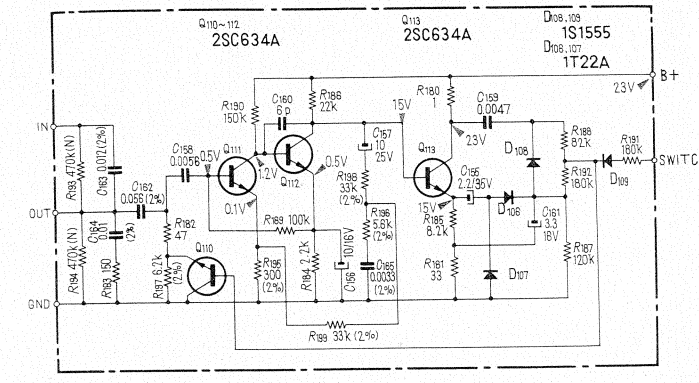 Q110~112
2SC634A
Q113
2SC634A
D108,109
1S1555
D106,107
1T22A
B+
23V
IN
OUT
GND
SWITC
R193 470k(N)
C163 0.012(2%)
R194 470k(N)
C164 0.01 (2%)
R183 150
C162
0.056(2%)
C158
0.0056
R182
47
R197 6.2k
(2%)
Q110
0.5V
Q111
0.1V
1.2V
R190
150k
C160
6p
R186
22k
Q112
0.5V
R189 100k
R195
300
(2%)
R184 2.2k
10/16V
C156
C157
10
25V
R198
33k
(2%)
R196
5.6k
(2%)
C165
0.0033
(2%)
R199 33k (2%)
15V
R180
1
Q113
23V
C159
0.0047
C155
2.2/35V
15V
R185
8.2k
R181
33
D108
D106
D107
C161
3.3
16V
R188
82k
R192
180k
R187
120k
D109
R191
180k